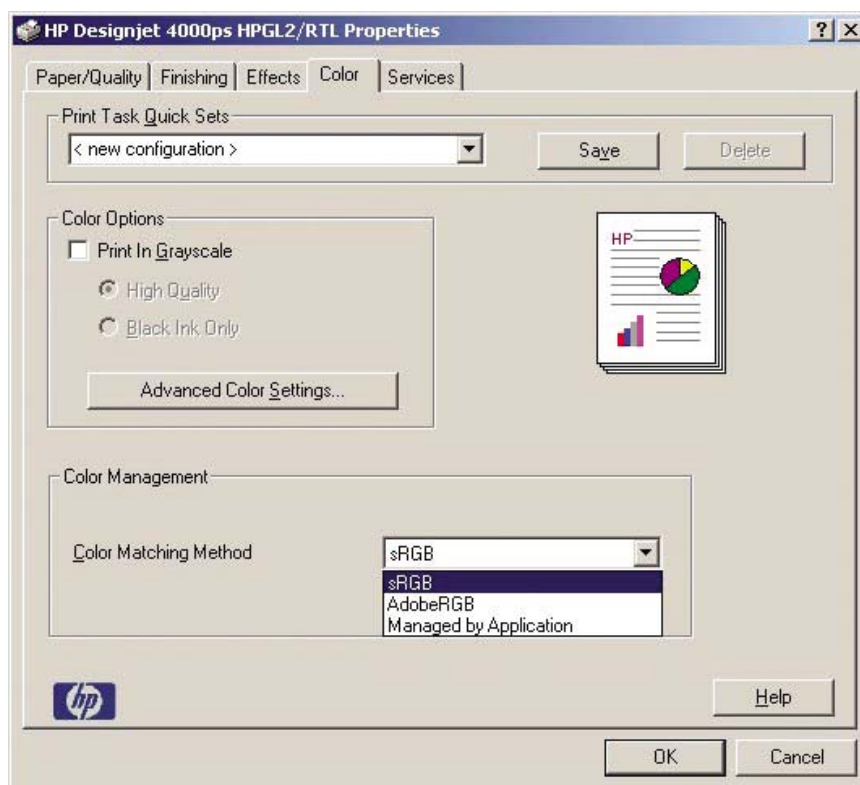 HP Designjet 4000ps HPGL2/RTL Properties
Paper/Quality Finishing Effects Color Services
Print Task Quick Sets
< new configuration >
Save
Delete
Color Options
Print In Grayscale
High Quality
Black Ink Only
Advanced Color Settings...
HP
Color Management
Color Matching Method
sRGB
sRGB
AdobeRGB
Managed by Application
hp
Help
OK
Cancel